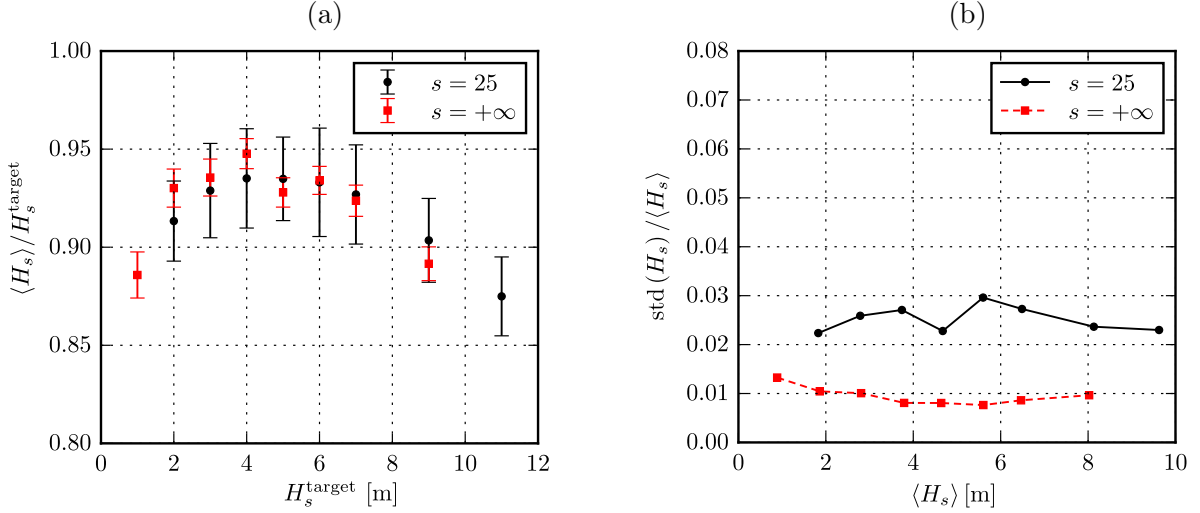 (a)
1.00
0.95
0.90
0.85
0.80
0 2 4 6 8 10 12
⟨H_s⟩/H_s^target
H_s^target [m]
s = 25
s = +∞
(b)
0.08
0.07
0.06
0.05
0.04
0.03
0.02
0.01
0.00
0 2 4 6 8 10
std (H_s) /⟨H_s⟩
⟨H_s⟩ [m]
s = 25
s = +∞